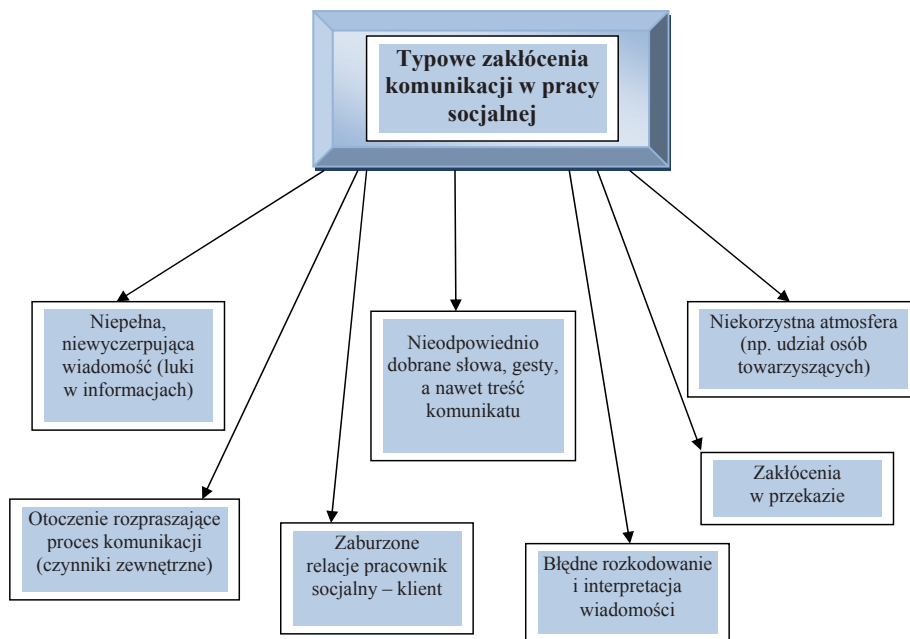 Typowe zakłócenia
komunikacji w pracy
socjalnej
Niepełna,
niewyczerpująca
wiadomość (luki
w informacjach)
Nieodpowiednio
dobrane słowa, gesty,
a nawet treść
komunikatu
Niekorzystna atmosfera
(np. udział osób
towarzyszących)
Otoczenie rozpraszające
proces komunikacji
(czynniki zewnętrzne)
Zaburzone
relacje pracownik
socjalny – klient
Błędne rozkodowanie
i interpretacja
wiadomości
Zakłócenia
w przekazie